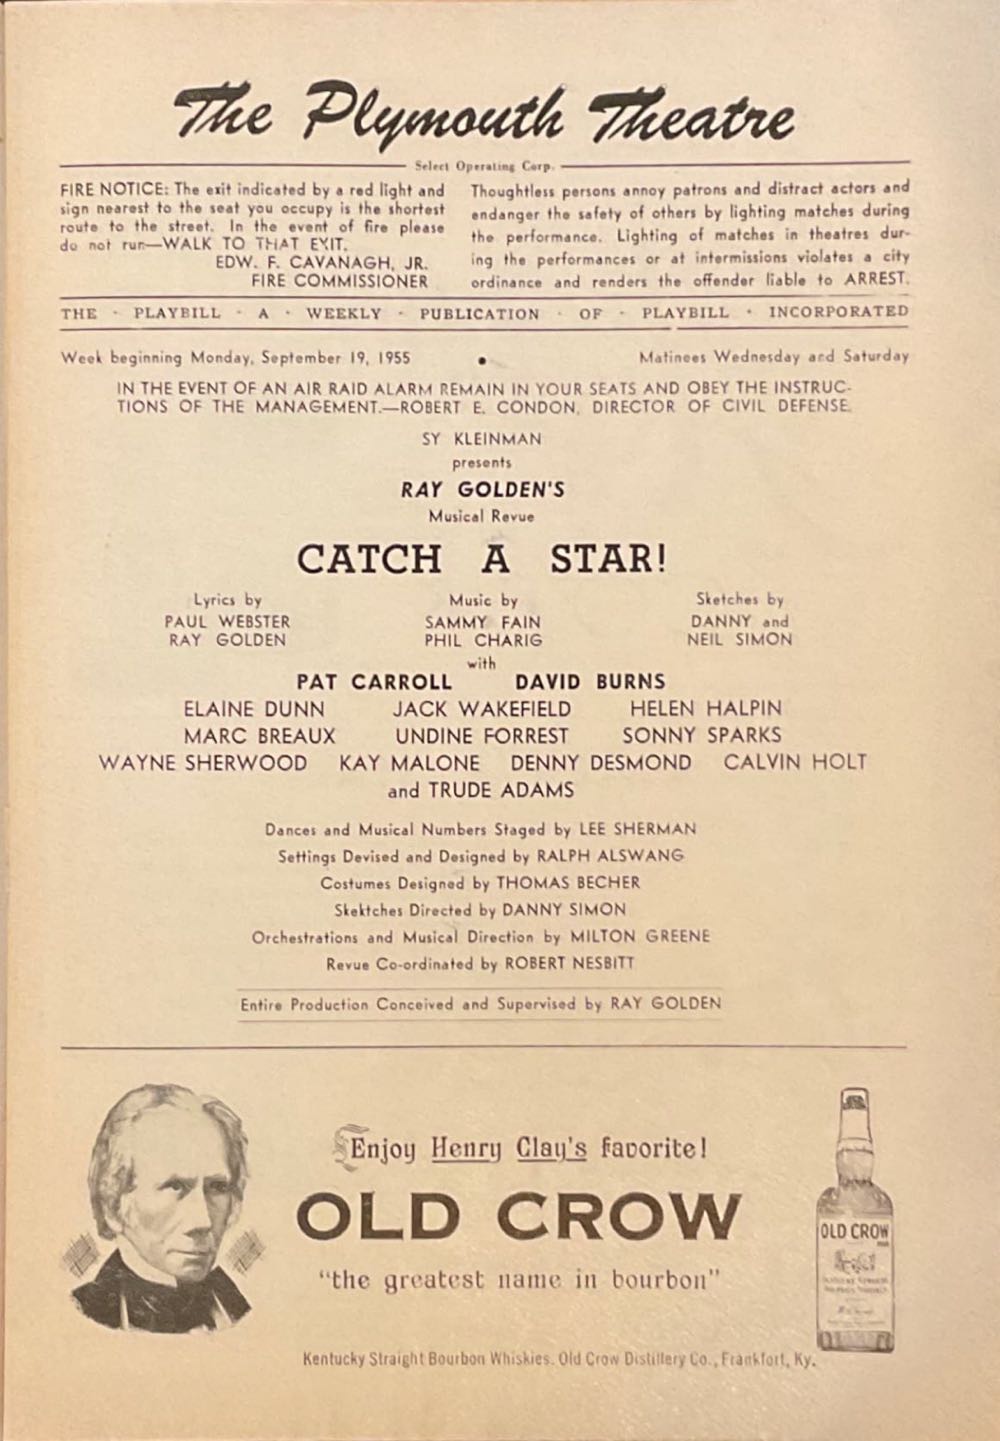 The Plymouth Theatre
Select Operating Corp.
FIRE NOTICE: The exit indicated by a red light and
sign nearest to the seat you occupy is the shortest
route to the street. In the event of fire please
do not run—WALK TO THAT EXIT.
EDW. F. CAVANAGH, JR.
FIRE COMMISSIONER
Thoughtless persons annoy patrons and distract actors and
endanger the safety of others by lighting matches during
the performance. Lighting of matches in theatres dur-
ing the performances or at intermissions violates a city
ordinance and renders the offender liable to ARREST.
THE · PLAYBILL · A · WEEKLY · PUBLICATION · OF · PLAYBILL · INCORPORATED
Week beginning Monday, September 19, 1955 • Matinees Wednesday and Saturday
IN THE EVENT OF AN AIR RAID ALARM REMAIN IN YOUR SEATS AND OBEY THE INSTRUC-
TIONS OF THE MANAGEMENT.—ROBERT E. CONDON, DIRECTOR OF CIVIL DEFENSE.
SY KLEINMAN
presents
RAY GOLDEN'S
Musical Revue
CATCH A STAR!
Lyrics by
PAUL WEBSTER
RAY GOLDEN
Music by
SAMMY FAIN
PHIL CHARIG
Sketches by
DANNY and
NEIL SIMON
with
PAT CARROLL DAVID BURNS
ELAINE DUNN JACK WAKEFIELD HELEN HALPIN
MARC BREAUX UNDINE FORREST SONNY SPARKS
WAYNE SHERWOOD KAY MALONE DENNY DESMOND CALVIN HOLT
and TRUDE ADAMS
Dances and Musical Numbers Staged by LEE SHERMAN
Settings Devised and Designed by RALPH ALSWANG
Costumes Designed by THOMAS BECHER
Skektches Directed by DANNY SIMON
Orchestrations and Musical Direction by MILTON GREENE
Revue Co-ordinated by ROBERT NESBITT
Entire Production Conceived and Supervised by RAY GOLDEN
Enjoy Henry Clay's favorite!
OLD CROW
"the greatest name in bourbon"
OLD CROW
Kentucky Straight Bourbon Whiskies. Old Crow Distillery Co., Frankfort, Ky.